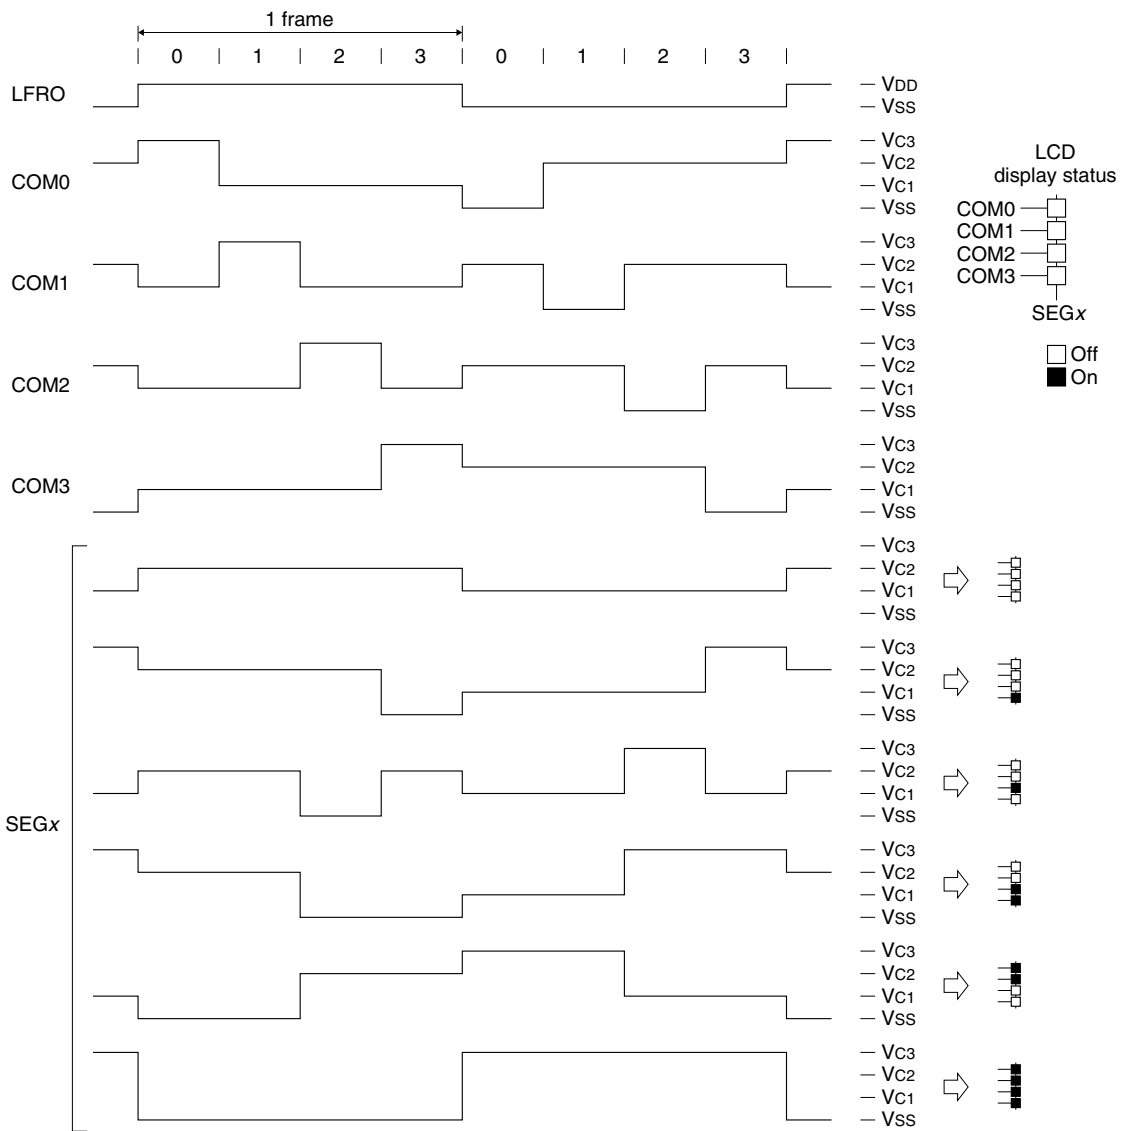 1 frame
0 1 2 3 0 1 2 3
LFRO
VDD
VSS
COM0
VC3
VC2
VC1
VSS
COM1
VC3
VC2
VC1
VSS
COM2
VC3
VC2
VC1
VSS
COM3
VC3
VC2
VC1
VSS
LCD
display status
COM0
COM1
COM2
COM3
SEGx
Off
On
SEGx
VC3
VC2
VC1
VSS
VC3
VC2
VC1
VSS
VC3
VC2
VC1
VSS
VC3
VC2
VC1
VSS
VC3
VC2
VC1
VSS
VC3
VC2
VC1
VSS